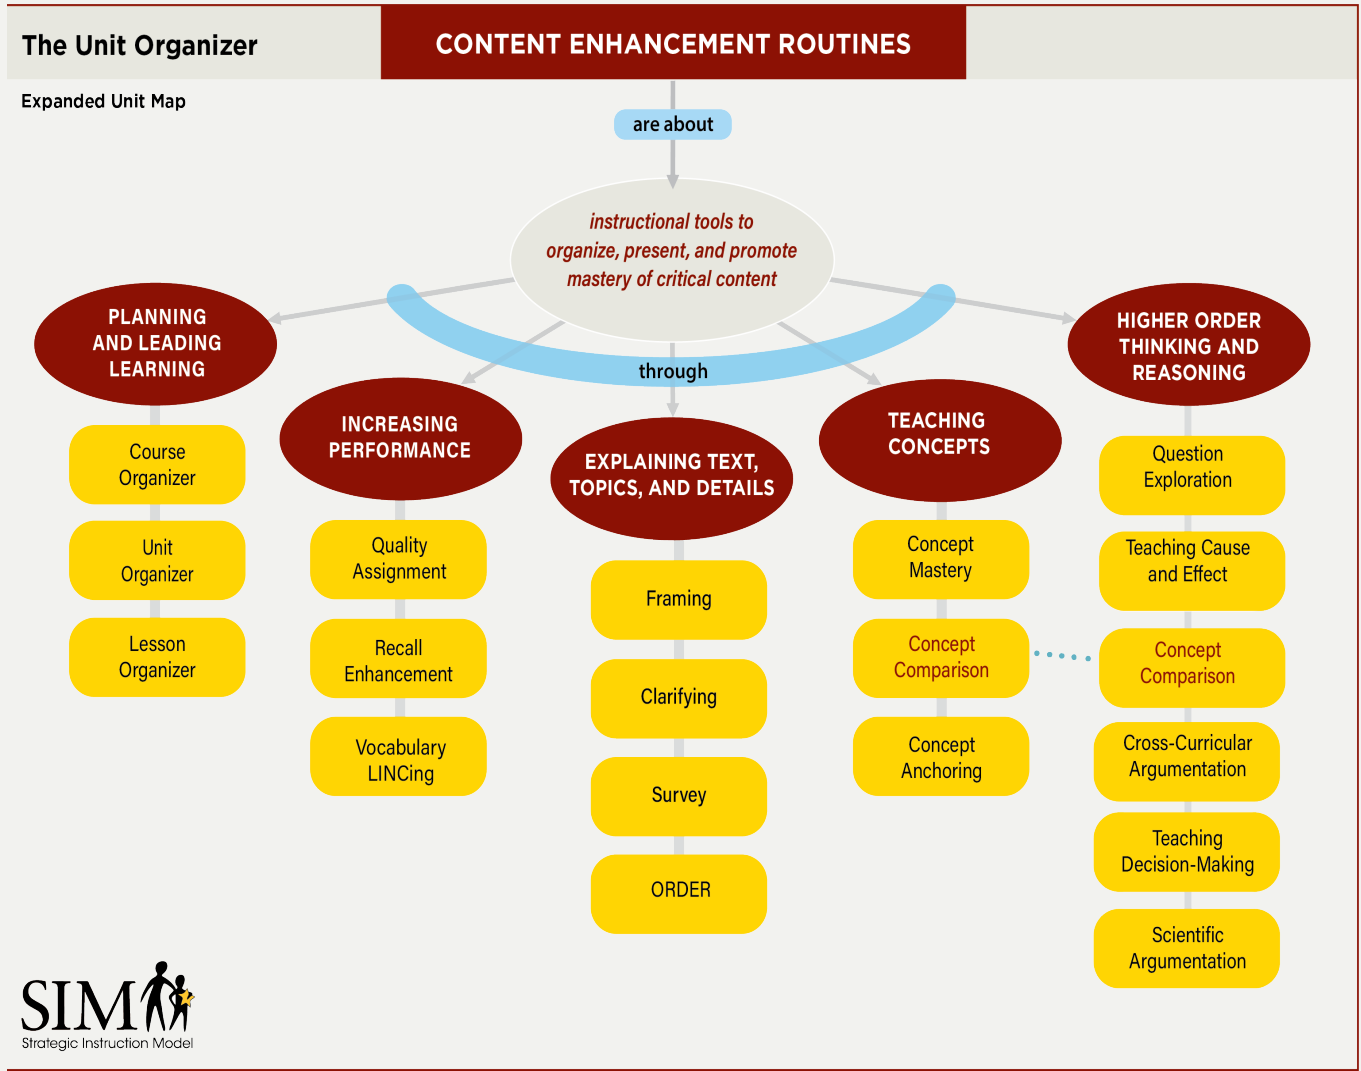 The Unit Organizer
CONTENT ENHANCEMENT ROUTINES
Expanded Unit Map
are about
instructional tools to
organize, present, and promote
mastery of critical content
through
PLANNING
AND LEADING
LEARNING
Course
Organizer
Unit
Organizer
Lesson
Organizer
INCREASING
PERFORMANCE
Quality
Assignment
Recall
Enhancement
Vocabulary
LINCing
EXPLAINING TEXT,
TOPICS, AND DETAILS
Framing
Clarifying
Survey
ORDER
TEACHING
CONCEPTS
Concept
Mastery
Concept
Comparison
Concept
Anchoring
HIGHER ORDER
THINKING AND
REASONING
Question
Exploration
Teaching Cause
and Effect
Concept
Comparison
Cross-Curricular
Argumentation
Teaching
Decision-Making
Scientific
Argumentation
SIM
Strategic Instruction Model